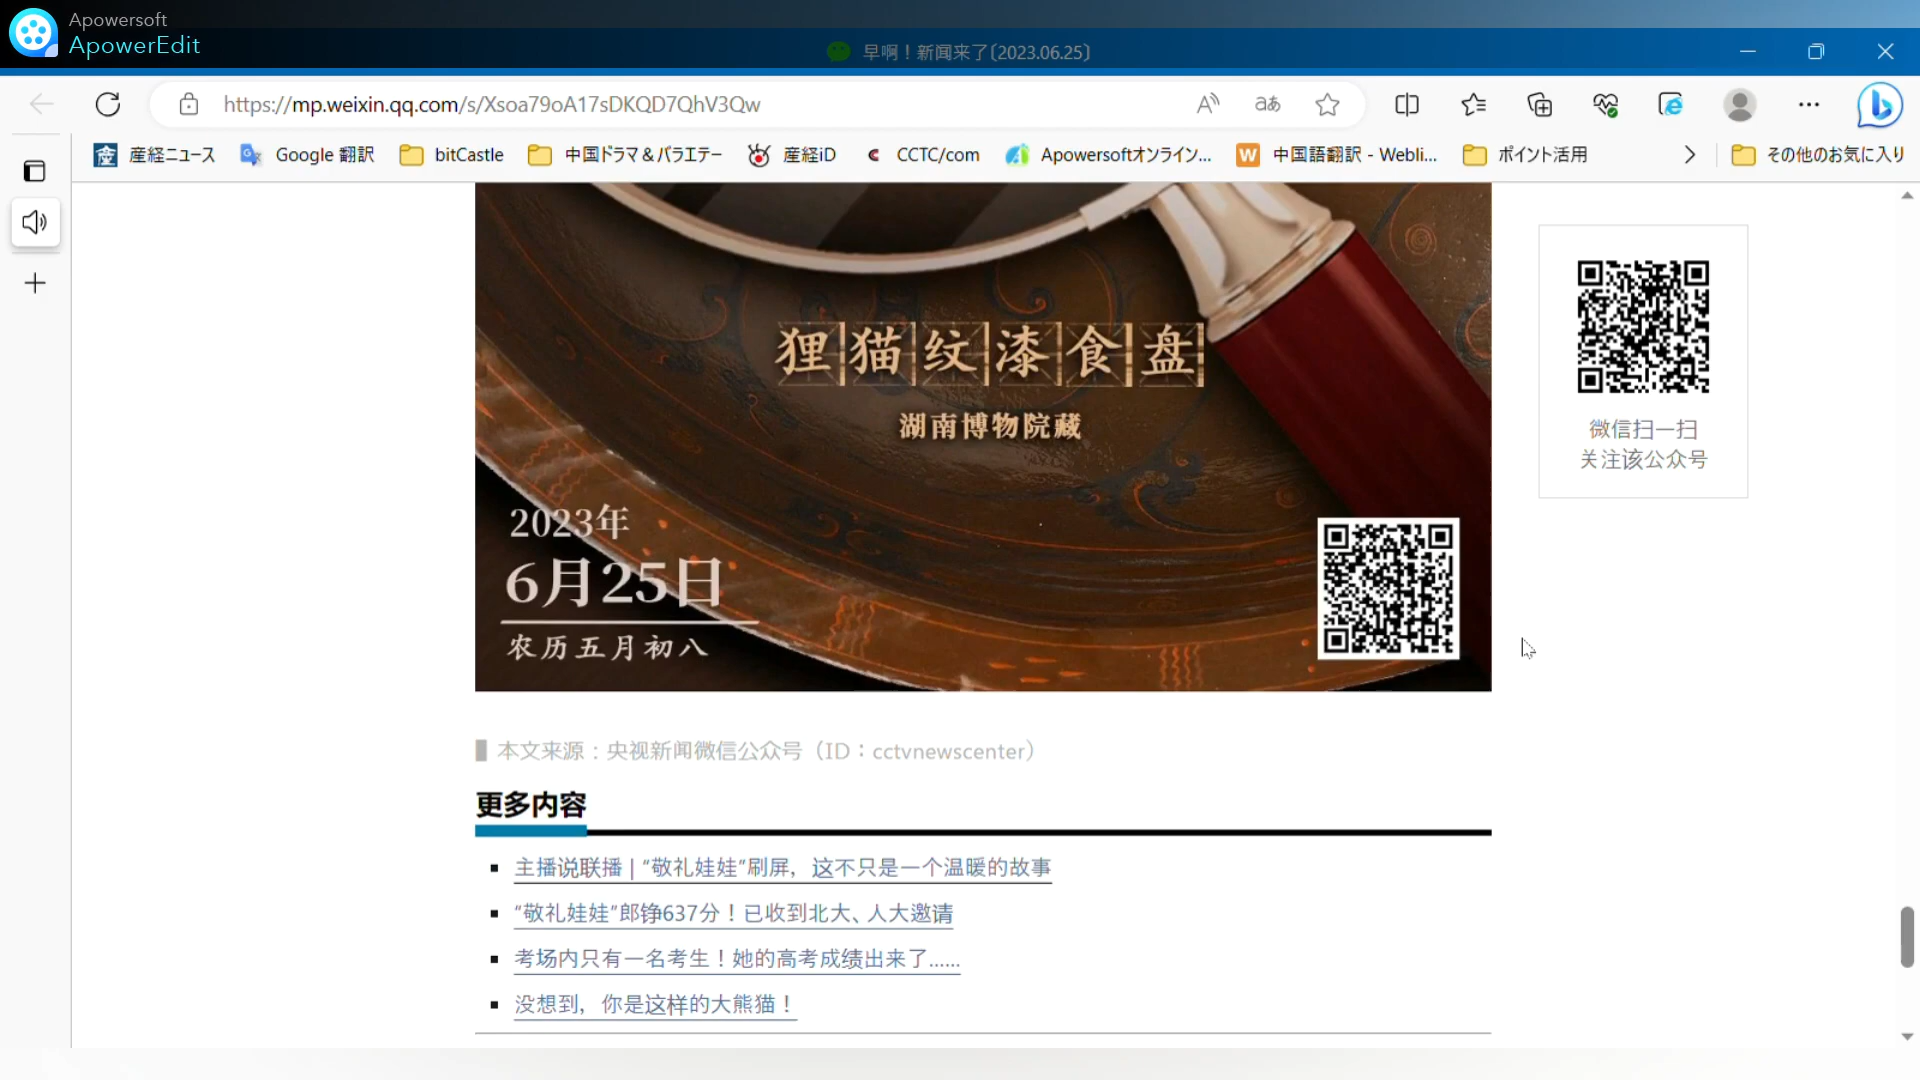 Apowersoft
ApowerEdit
早啊！新闻来了〔2023.06.25〕
https://mp.weixin.qq.com/s/Xsoa79oA17sDKQD7QhV3Qw
産経ニュース
Google 翻訳
bitCastle
中国ドラマ＆バラエテー
産経iD
CCTC/com
Apowersoftオンライン...
中国語翻訳 - Webli...
ポイント活用
その他のお気に入り
狸猫纹漆食盘
湖南博物院藏
2023年
6月25日
农历五月初八
微信扫一扫
关注该公众号
本文来源：央视新闻微信公众号（ID：cctvnewscenter）
更多内容
主播说联播 | “敬礼娃娃”刷屏，这不只是一个温暖的故事
“敬礼娃娃”郎铮637分！已收到北大、人大邀请
考场内只有一名考生！她的高考成绩出来了......
没想到，你是这样的大熊猫！